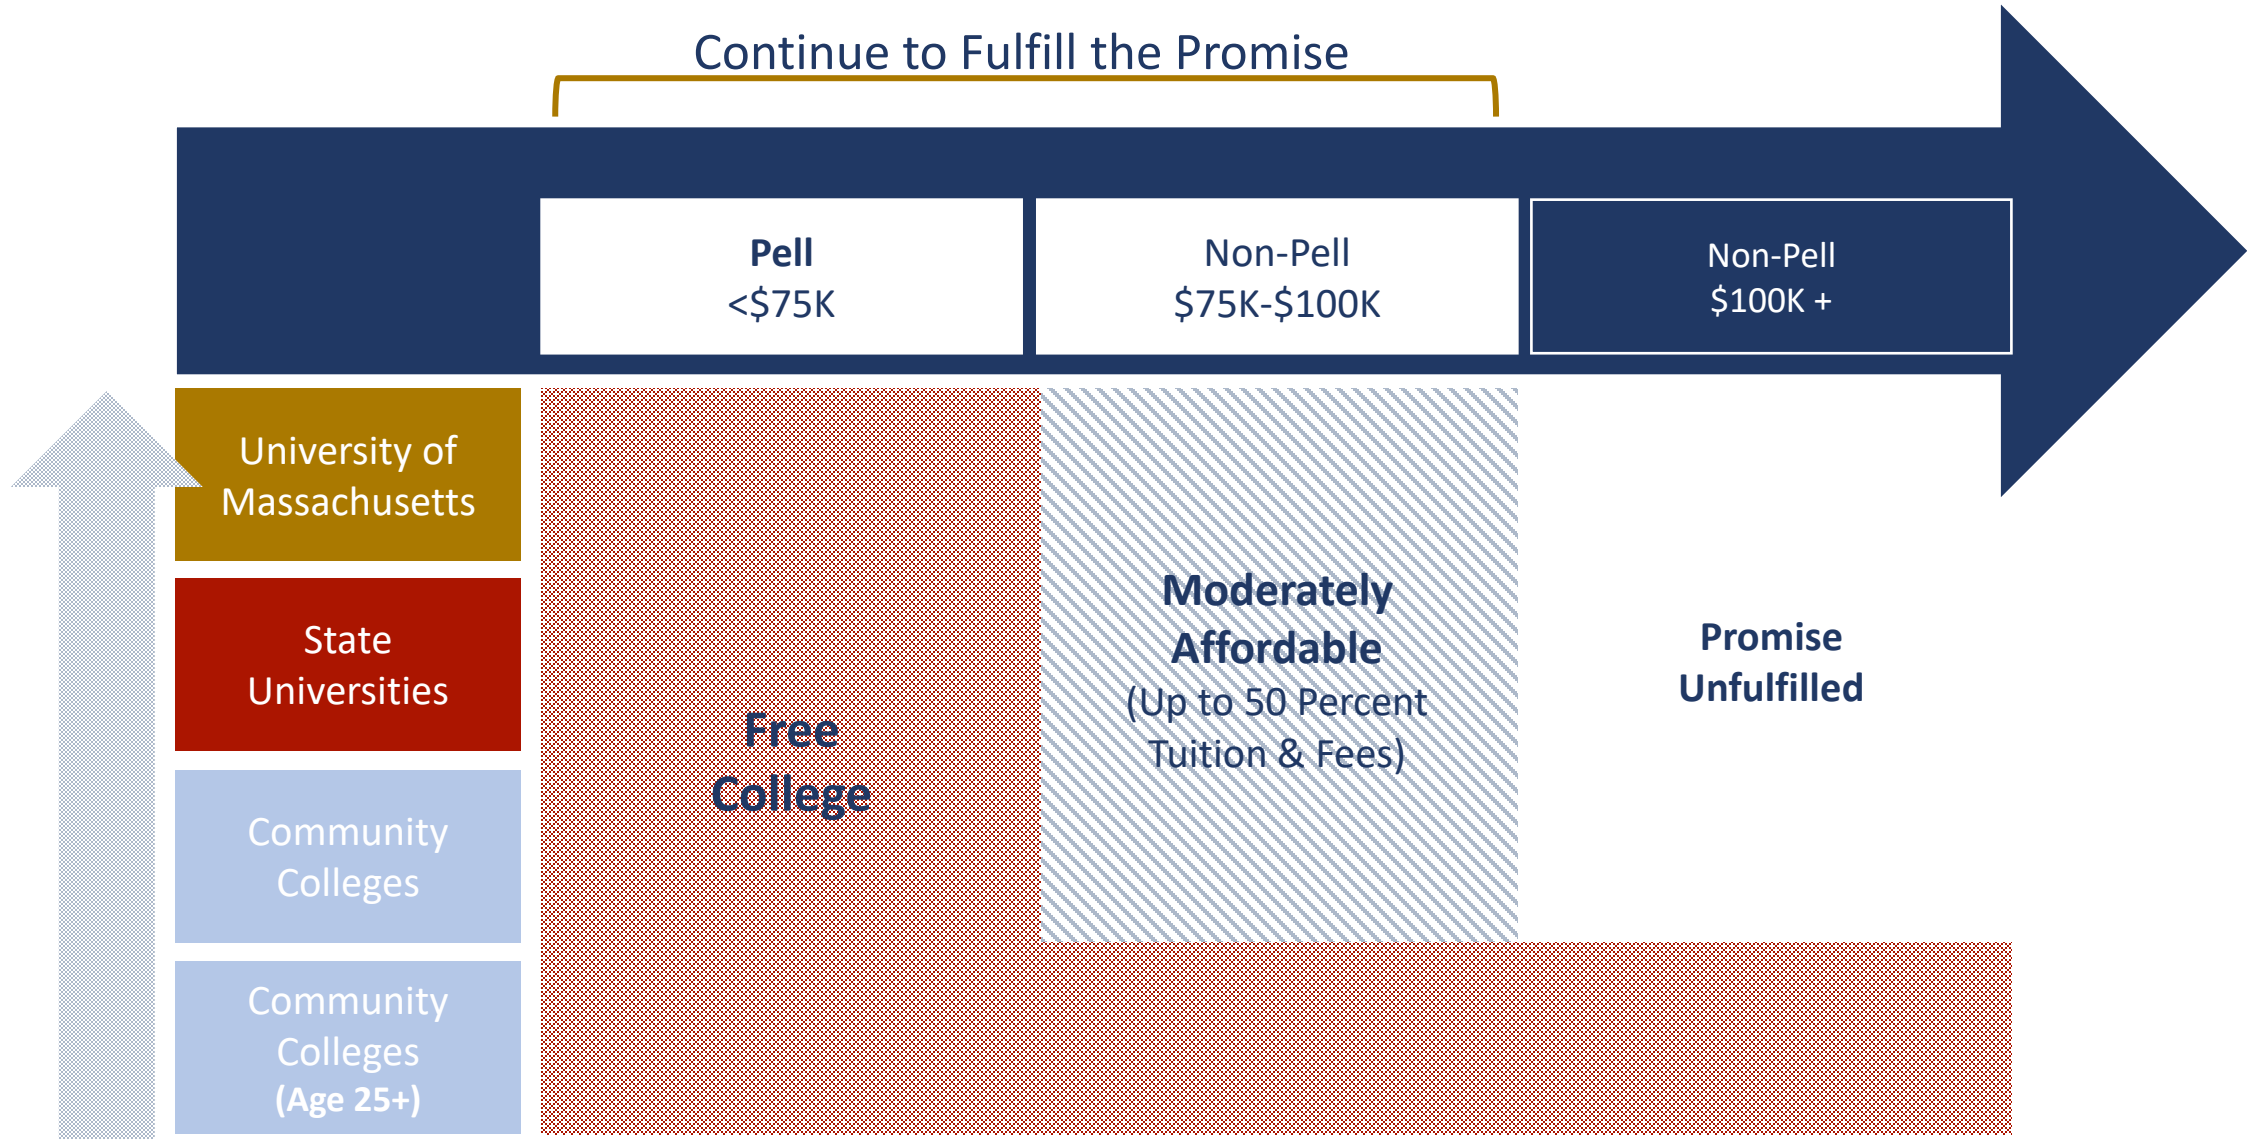 Continue to Fulfill the Promise
Pell
<$75K
Non-Pell
$75K-$100K
Non-Pell
$100K +
University of
Massachusetts
State
Universities
Community
Colleges
Community
Colleges
(Age 25+)
Free
College
Moderately
Affordable
(Up to 50 Percent
Tuition & Fees)
Promise
Unfulfilled